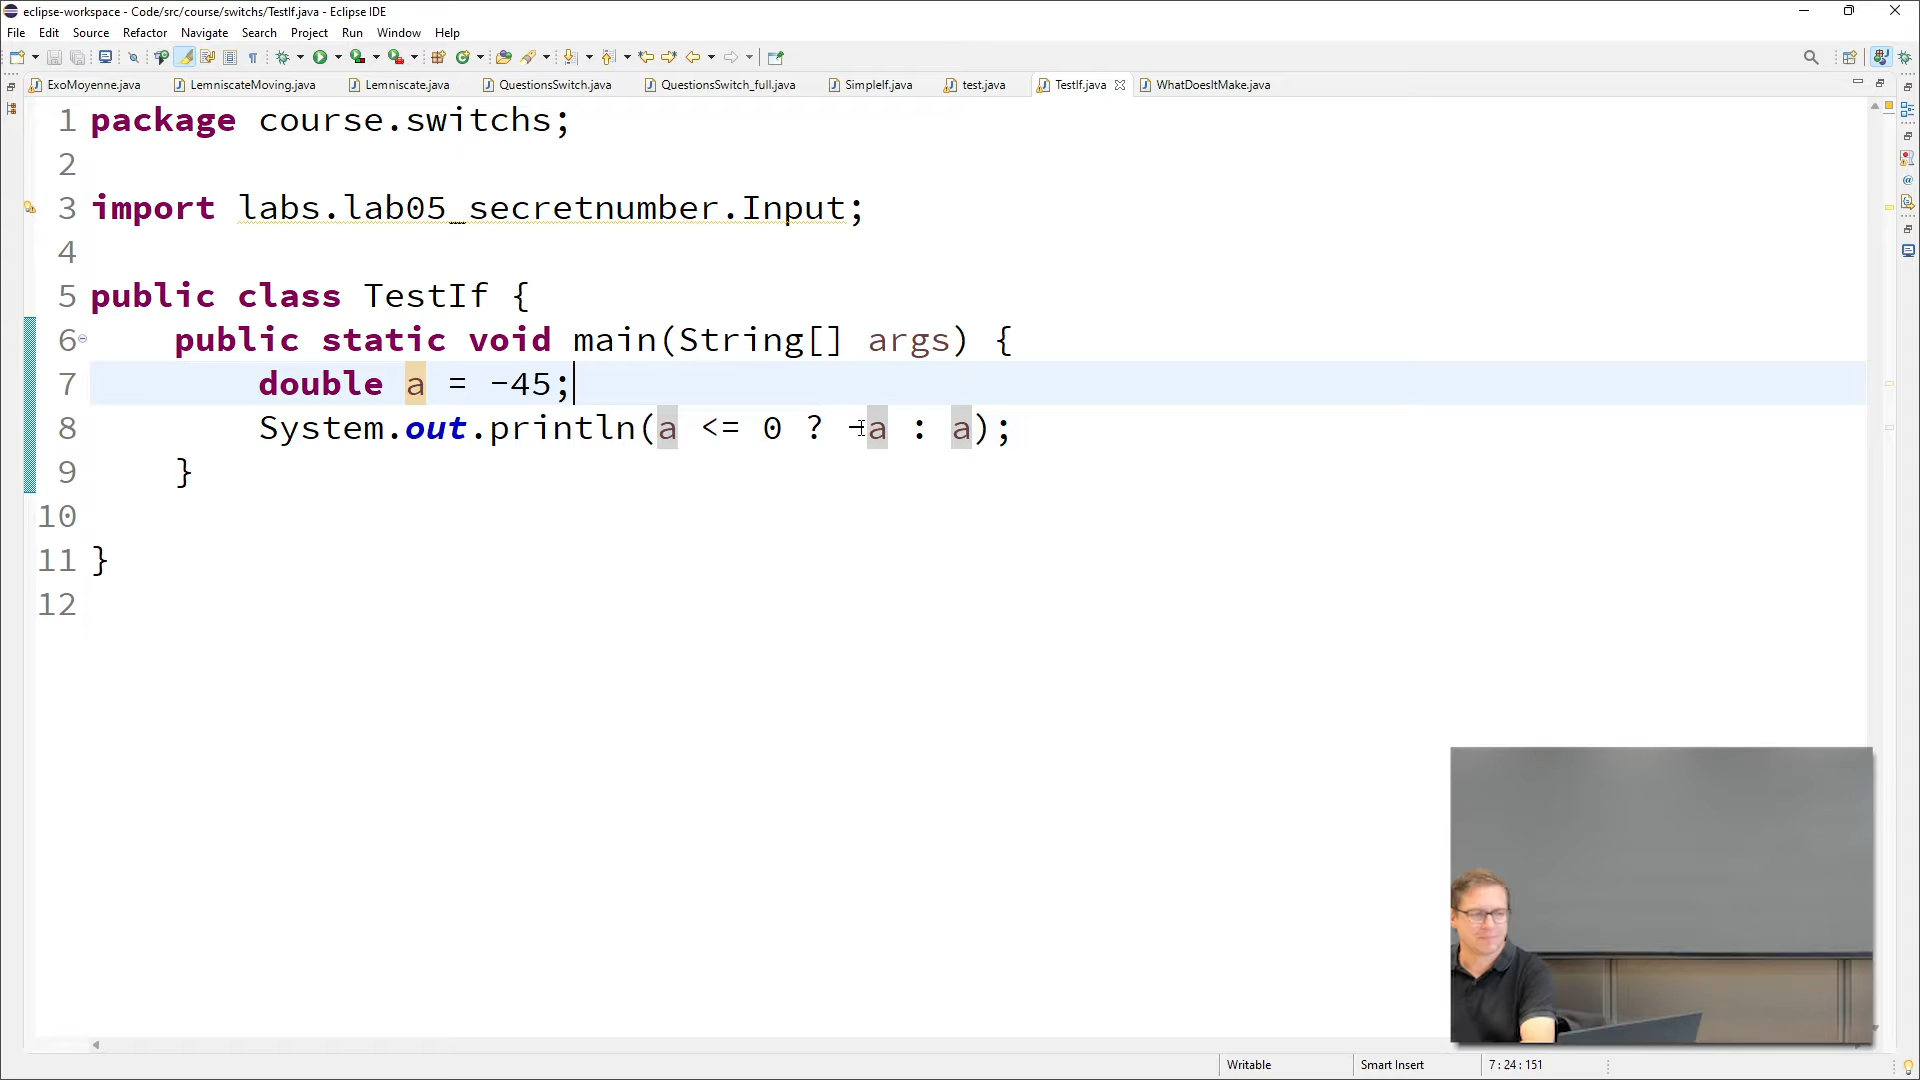 eclipse-workspace - Code/src/course/switchs/TestIf.java - Eclipse IDE
File Edit Source Refactor Navigate Search Project Run Window Help
ExoMoyenne.java LemniscateMoving.java Lemniscate.java QuestionsSwitch.java QuestionsSwitch_full.java SimpleIf.java test.java TestIf.java WhatDoesItMake.java
1 package course.switchs;
2
3 import labs.lab05_secretnumber.Input;
4
5 public class TestIf {
6 public static void main(String[] args) {
7 double a = -45;
8 System.out.println(a <= 0 ? -a : a);
9 }
10
11 }
12
Writable Smart Insert 7 : 24 : 151